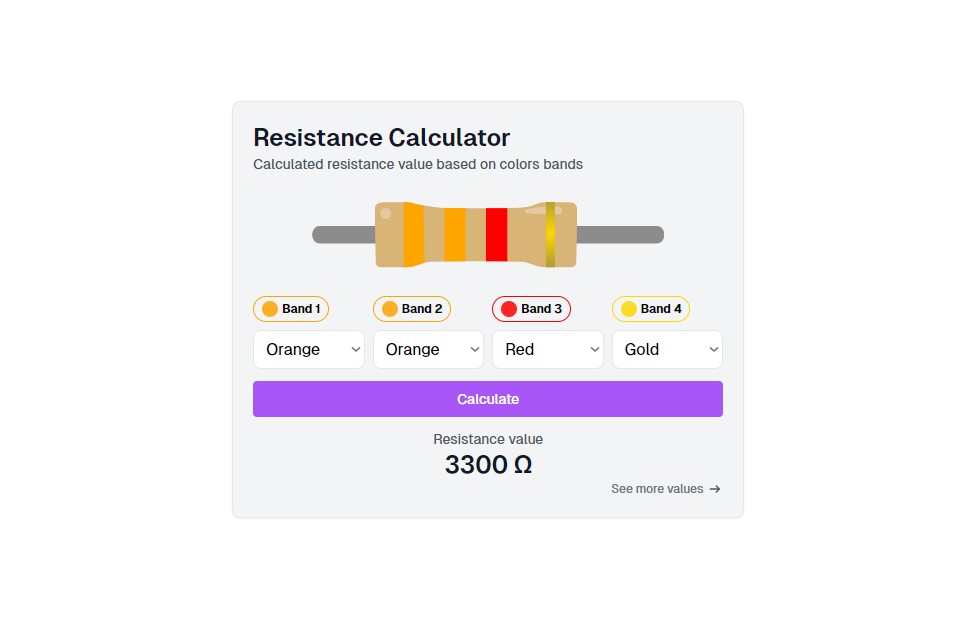 Resistance Calculator
Calculated resistance value based on colors bands
Band 1 Band 2 Band 3 Band 4
Orange Orange Red Gold
Calculate
Resistance value
3300 Ω
See more values →